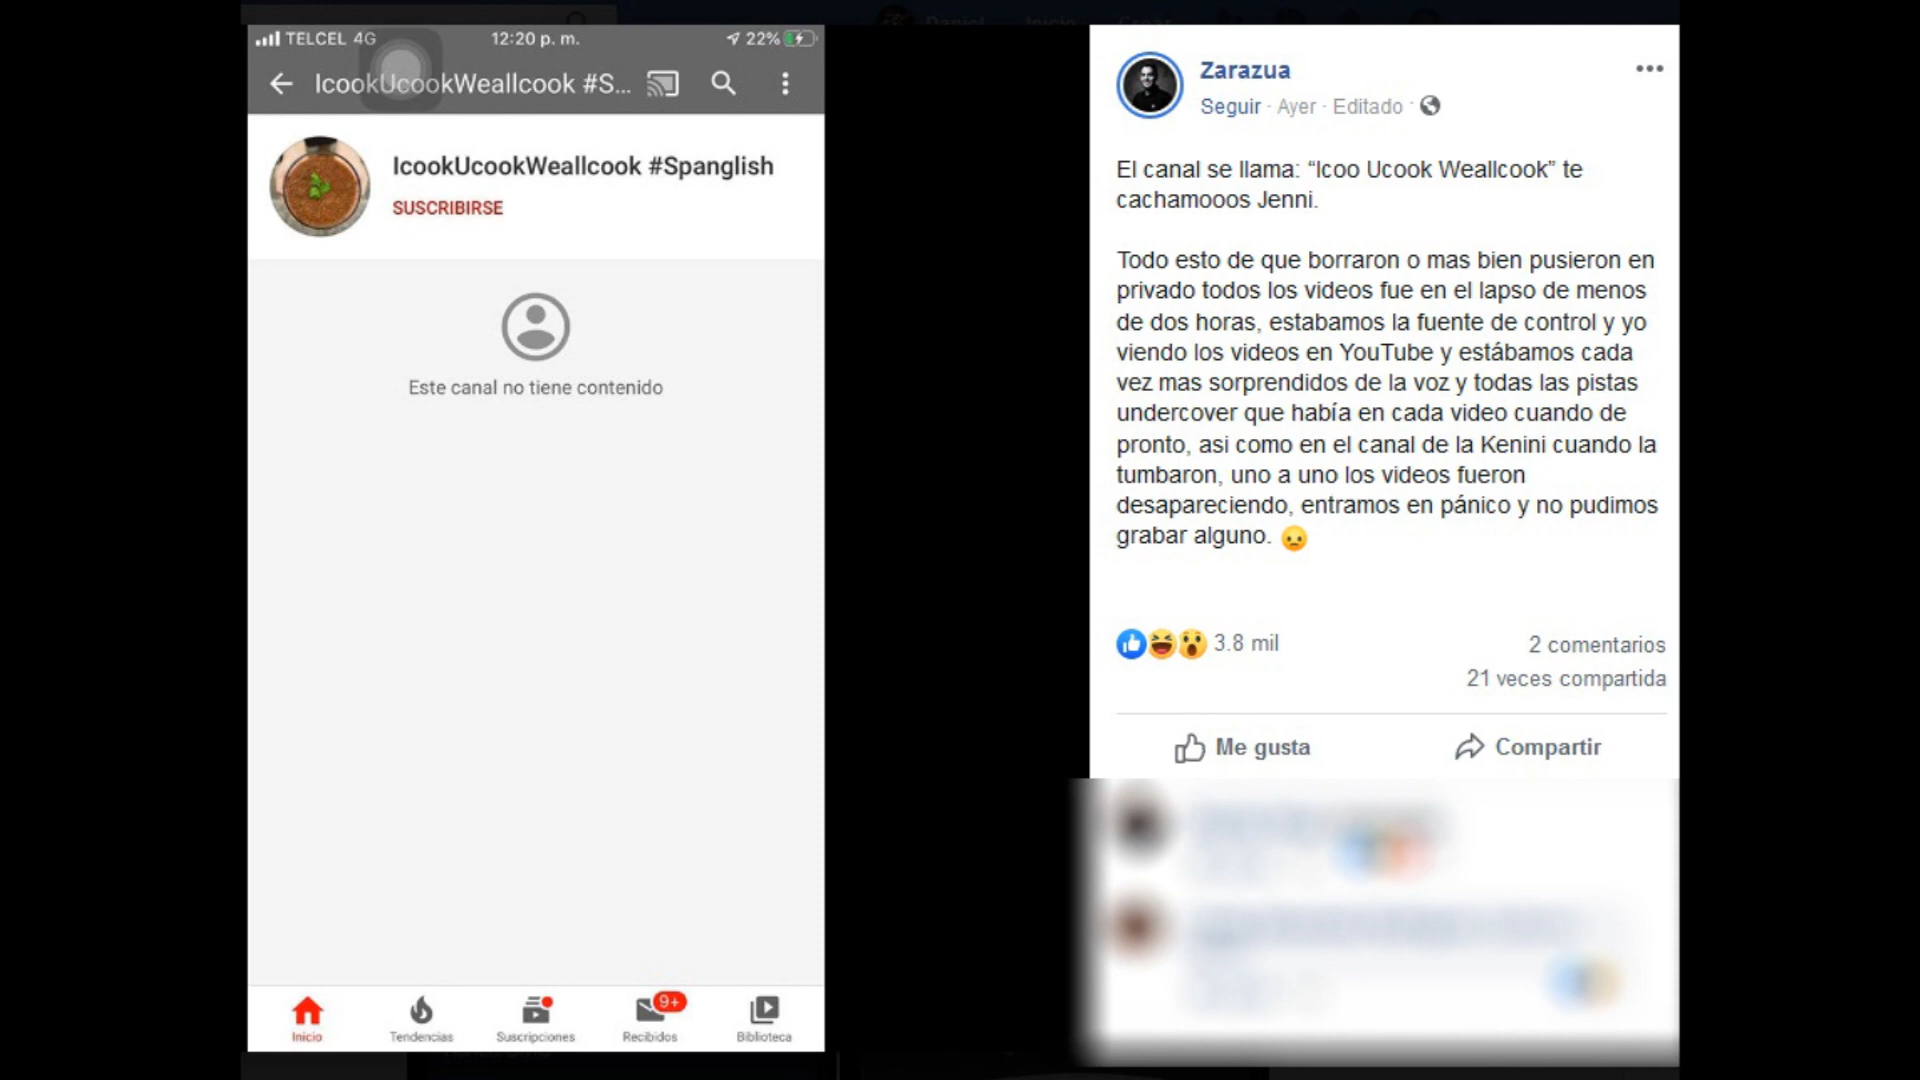 TELCEL 4G
12:20 p. m.
22%
IcookUcookWeallcook #S...
IcookUcookWeallcook #Spanglish
SUSCRIBIRSE
Este canal no tiene contenido
Inicio
Tendencias
Suscripciones
9+
Recibidos
Biblioteca
Zarazua
Seguir · Ayer · Editado ·
El canal se llama: “Icoo Ucook Weallcook” te
cachamooos Jenni.
Todo esto de que borraron o mas bien pusieron en
privado todos los videos fue en el lapso de menos
de dos horas, estabamos la fuente de control y yo
viendo los videos en YouTube y estábamos cada
vez mas sorprendidos de la voz y todas las pistas
undercover que había en cada video cuando de
pronto, asi como en el canal de la Kenini cuando la
tumbaron, uno a uno los videos fueron
desapareciendo, entramos en pánico y no pudimos
grabar alguno.
3.8 mil
2 comentarios
21 veces compartida
Me gusta
Compartir